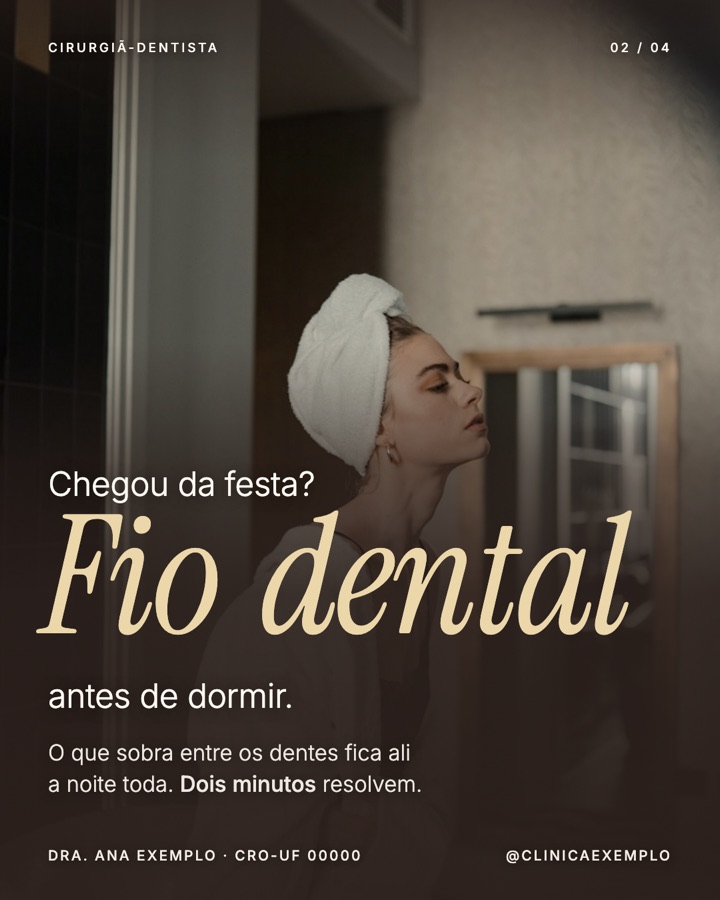 CIRURGIÃ-DENTISTA
02 / 04
Chegou da festa?
Fio dental
antes de dormir.
O que sobra entre os dentes fica ali
a noite toda. Dois minutos resolvem.
DRA. ANA EXEMPLO · CRO-UF 00000
@CLINICAEXEMPLO